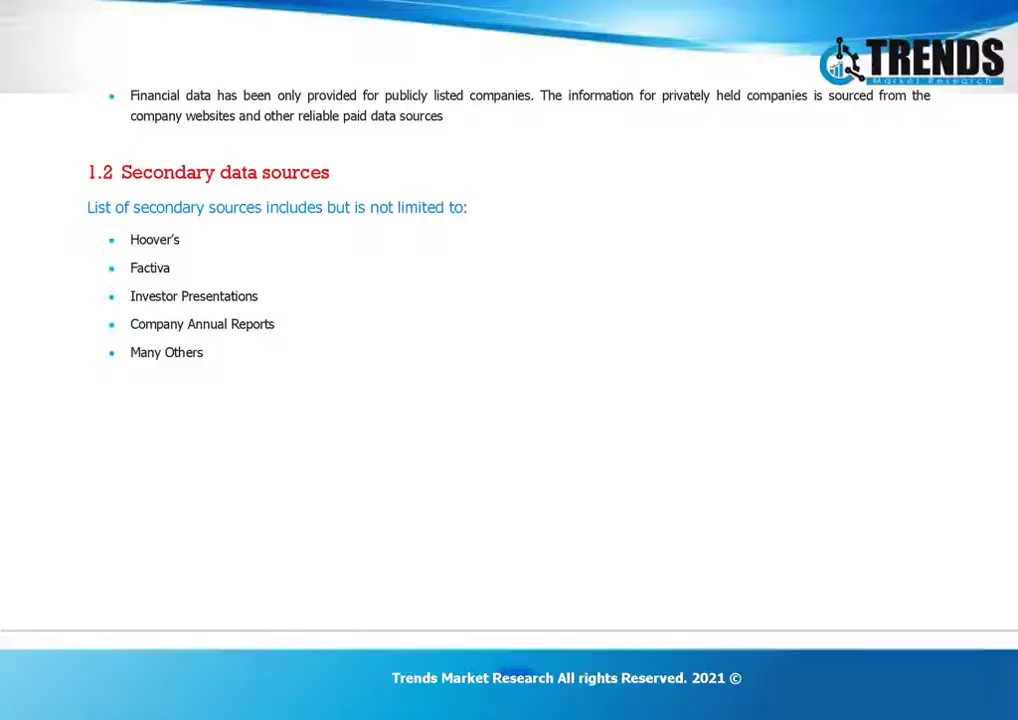 TRENDS
Market Research
Financial data has been only provided for publicly listed companies. The information for privately held companies is sourced from the
company websites and other reliable paid data sources
1.2 Secondary data sources
List of secondary sources includes but is not limited to:
Hoover's
Factiva
Investor Presentations
Company Annual Reports
Many Others
Trends Market Research All rights Reserved. 2021 ©